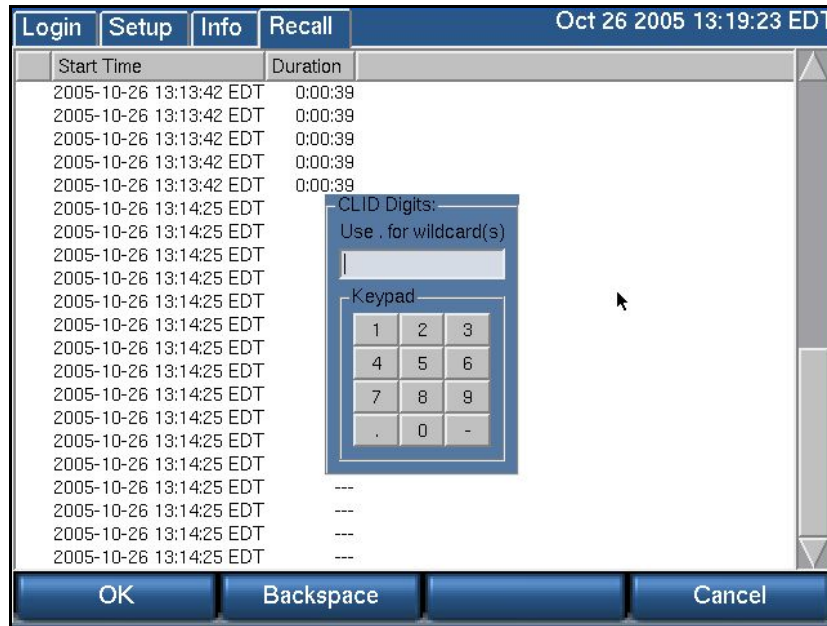 Login Setup Info Recall Oct 26 2005 13:19:23 EDT
Start Time Duration
2005-10-26 13:13:42 EDT 0:00:39
2005-10-26 13:13:42 EDT 0:00:39
2005-10-26 13:13:42 EDT 0:00:39
2005-10-26 13:13:42 EDT 0:00:39
2005-10-26 13:13:42 EDT 0:00:39
2005-10-26 13:14:25 EDT
2005-10-26 13:14:25 EDT
2005-10-26 13:14:25 EDT
2005-10-26 13:14:25 EDT
2005-10-26 13:14:25 EDT
2005-10-26 13:14:25 EDT
2005-10-26 13:14:25 EDT
2005-10-26 13:14:25 EDT
2005-10-26 13:14:25 EDT
2005-10-26 13:14:25 EDT
2005-10-26 13:14:25 EDT
2005-10-26 13:14:25 EDT
2005-10-26 13:14:25 EDT ---
2005-10-26 13:14:25 EDT ---
2005-10-26 13:14:25 EDT ---
2005-10-26 13:14:25 EDT ---
CLID Digits:
Use . for wildcard(s)
Keypad
1 2 3
4 5 6
7 8 9
. 0 -
OK Backspace Cancel